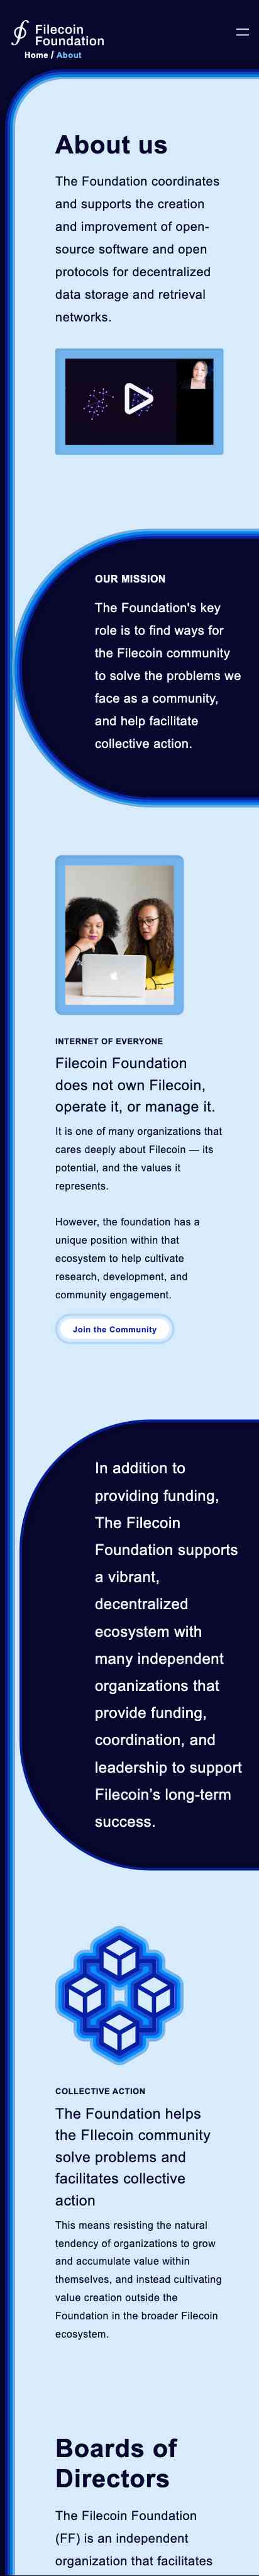 Filecoin
Foundation
Home / About
About us
The Foundation coordinates
and supports the creation
and improvement of open-
source software and open
protocols for decentralized
data storage and retrieval
networks.
OUR MISSION
The Foundation's key
role is to find ways for
the Filecoin community
to solve the problems we
face as a community,
and help facilitate
collective action.
INTERNET OF EVERYONE
Filecoin Foundation
does not own Filecoin,
operate it, or manage it.
It is one of many organizations that
cares deeply about Filecoin — its
potential, and the values it
represents.
However, the foundation has a
unique position within that
ecosystem to help cultivate
research, development, and
community engagement.
Join the Community
In addition to
providing funding,
The Filecoin
Foundation supports
a vibrant,
decentralized
ecosystem with
many independent
organizations that
provide funding,
coordination, and
leadership to support
Filecoin’s long-term
success.
COLLECTIVE ACTION
The Foundation helps
the FIlecoin community
solve problems and
facilitates collective
action
This means resisting the natural
tendency of organizations to grow
and accumulate value within
themselves, and instead cultivating
value creation outside the
Foundation in the broader Filecoin
ecosystem.
Boards of
Directors
The Filecoin Foundation
(FF) is an independent
organization that facilitates